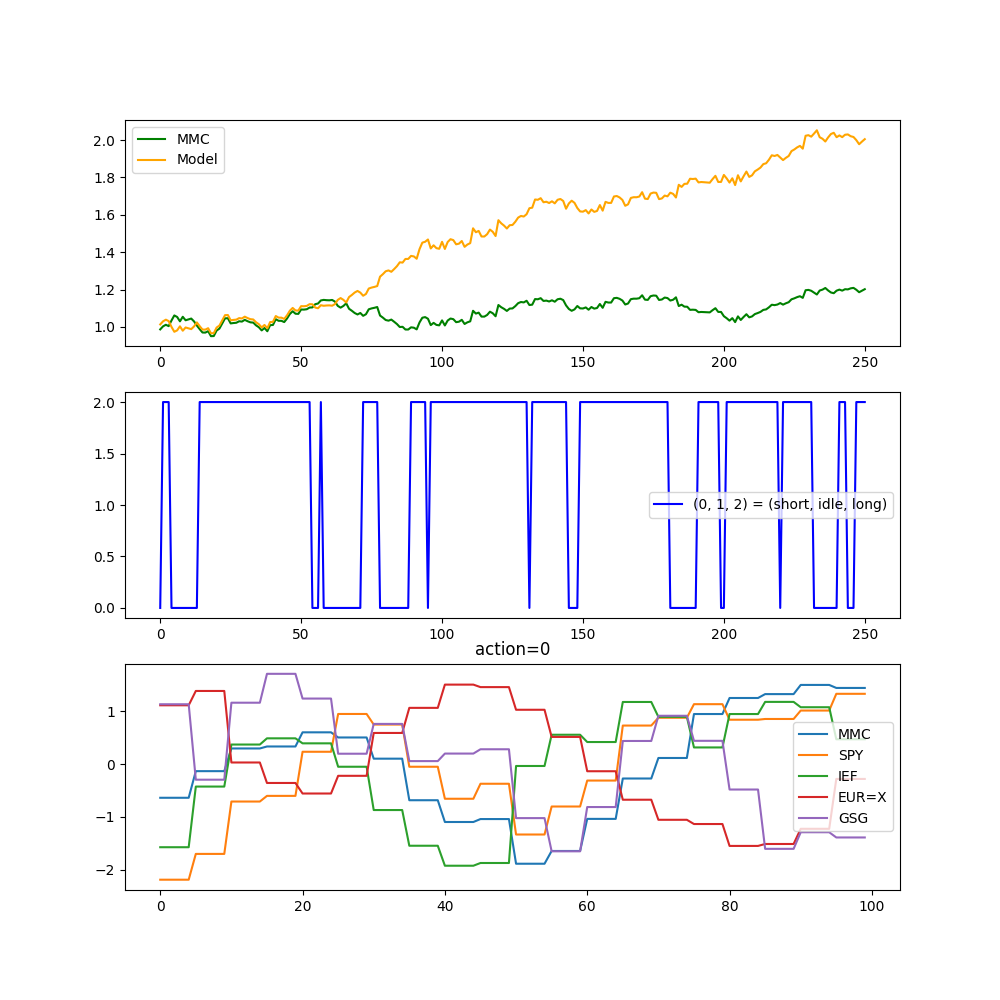 MMC
Model
2.0
1.8
1.6
1.4
1.2
1.0
0 50 100 150 200 250
2.0
1.5
1.0
0.5
0.0
(0, 1, 2) = (short, idle, long)
0 50 100 150 200 250
action=0
1
0
−1
−2
MMC
SPY
IEF
EUR=X
GSG
0 20 40 60 80 100